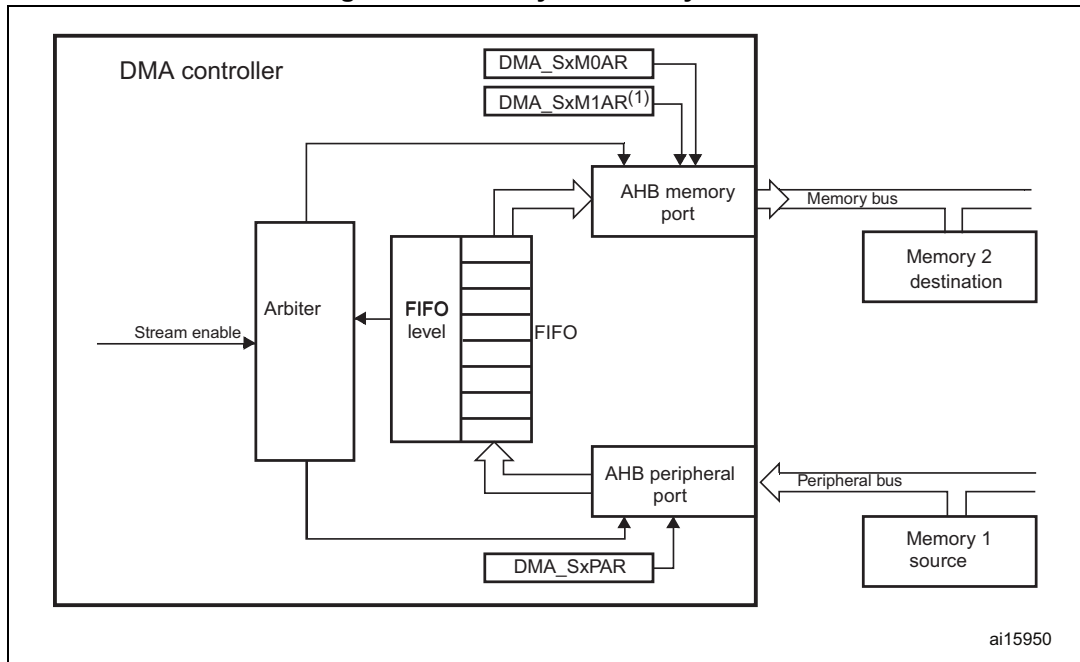 DMA controller
DMA_SxM0AR
DMA_SxM1AR(1)
AHB memory
port
Memory bus
Memory 2
destination
Arbiter
FIFO
level
FIFO
Stream enable
AHB peripheral
port
Peripheral bus
Memory 1
source
DMA_SxPAR
ai15950